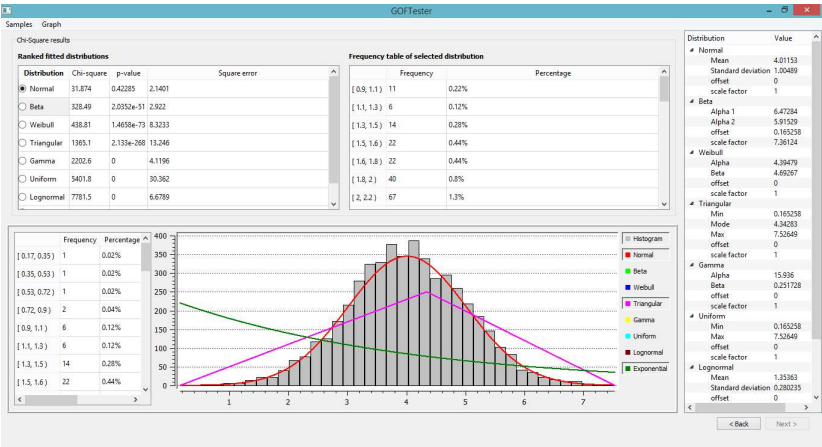 GOFTester
Samples Graph
Chi-Square results
Ranked fitted distributions
Distribution Chi-square p-value Square error
Normal 31.874 0.42285 2.1401
Beta 328.49 2.0352e-51 2.922
Weibull 438.81 1.4658e-73 8.3233
Triangular 1365.1 2.133e-268 13.246
Gamma 2202.6 0 4.1196
Uniform 5401.8 0 30.362
Lognormal 7781.5 0 6.6789
Frequency table of selected distribution
Frequency Percentage
[ 0.9, 1.1 ) 11 0.22%
[ 1.1, 1.3 ) 6 0.12%
[ 1.3, 1.5 ) 14 0.28%
[ 1.5, 1.6 ) 22 0.44%
[ 1.6, 1.8 ) 22 0.44%
[ 1.8, 2 ) 40 0.8%
[ 2, 2.2 ) 67 1.3%
Frequency Percentage
[ 0.17, 0.35 ) 1 0.02%
[ 0.35, 0.53 ) 1 0.02%
[ 0.53, 0.72 ) 1 0.02%
[ 0.72, 0.9 ) 2 0.04%
[ 0.9, 1.1 ) 6 0.12%
[ 1.1, 1.3 ) 6 0.12%
[ 1.3, 1.5 ) 14 0.28%
[ 1.5, 1.6 ) 22 0.44%
400
350
300
250
200
150
100
50
0
1 2 3 4 5 6 7
Histogram
Normal
Beta
Weibull
Triangular
Gamma
Uniform
Lognormal
Exponential
Distribution Value
Normal
Mean 4.01153
Standard deviation 1.00489
offset 0
scale factor 1
Beta
Alpha 1 6.47284
Alpha 2 5.91529
offset 0.165258
scale factor 7.36124
Weibull
Alpha 4.39479
Beta 4.69267
offset 0
scale factor 1
Triangular
Min 0.165258
Mode 4.34283
Max 7.52649
offset 0
scale factor 1
Gamma
Alpha 15.936
Beta 0.251728
offset 0
scale factor 1
Uniform
Min 0.165258
Max 7.52649
offset 0
scale factor 1
Lognormal
Mean 1.35363
Standard deviation 0.280235
offset 0
< Back Next >